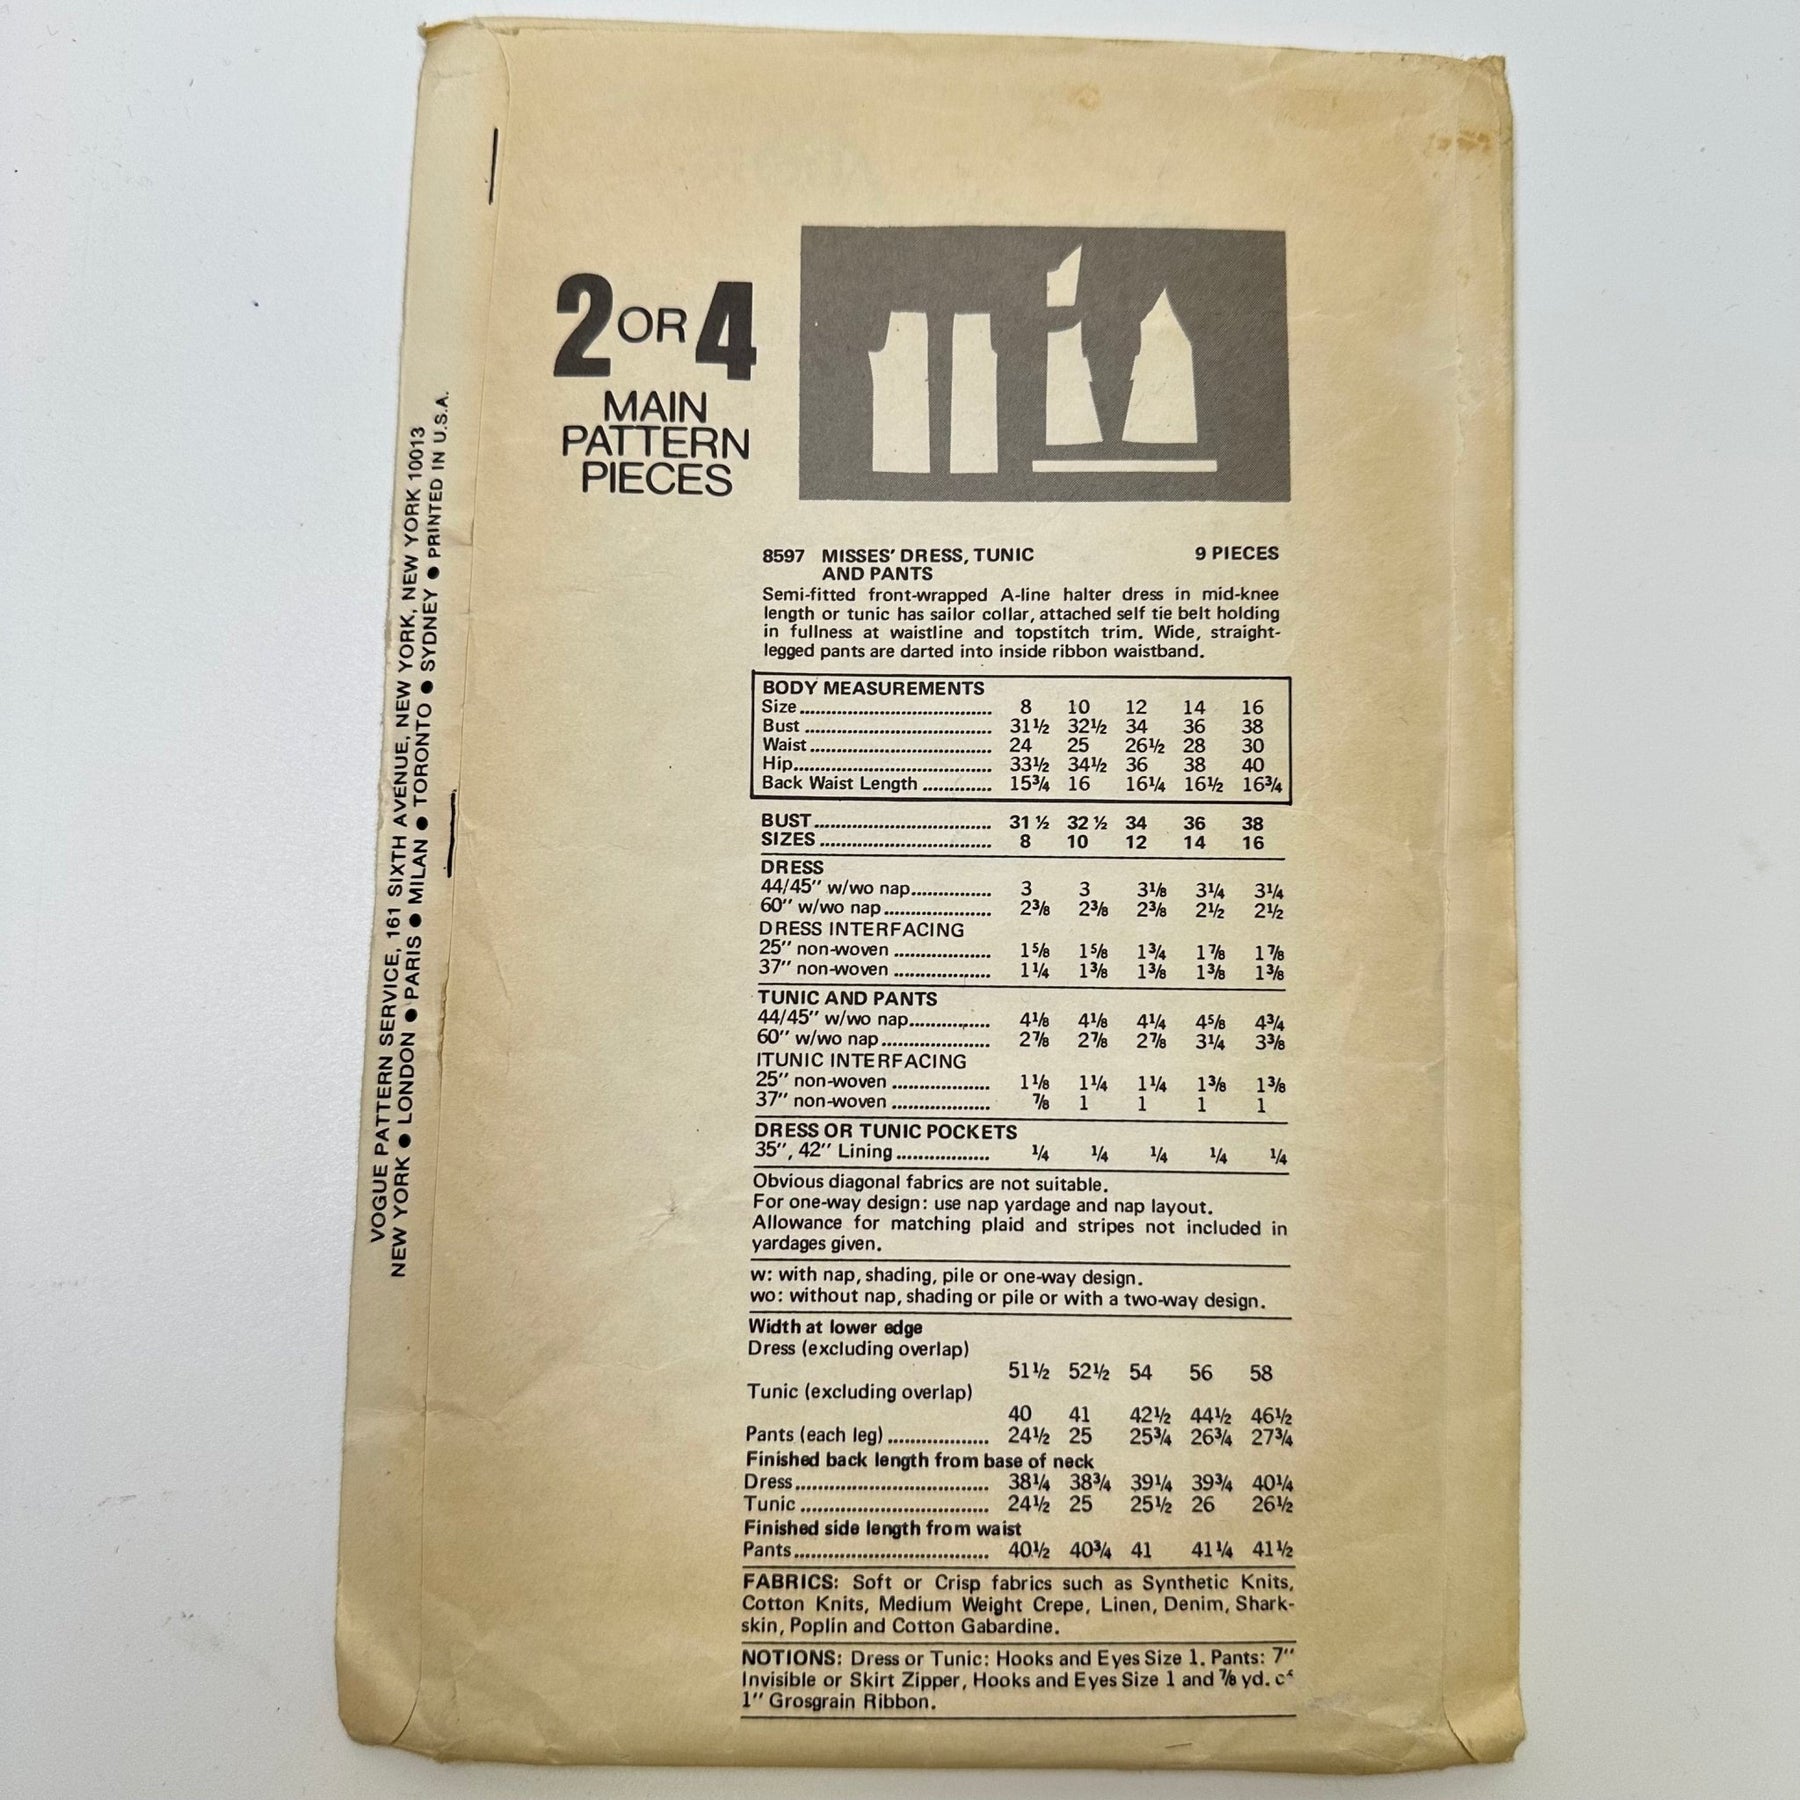 VOGUE PATTERN SERVICE, 161 SIXTH AVENUE, NEW YORK, NEW YORK, NEW YORK 10013
NEW YORK ● LONDON ● PARIS ● MILAN ● TORONTO ● SYDNEY ● PRINTED IN U.S.A.
2 OR 4
MAIN
PATTERN
PIECES
8597 MISSES' DRESS, TUNIC 9 PIECES
AND PANTS
Semi-fitted front-wrapped A-line halter dress in mid-knee
length or tunic has sailor collar, attached self tie belt holding
in fullness at waistline and topstitch trim. Wide, straight-
legged pants are darted into inside ribbon waistband.
BODY MEASUREMENTS
Size 8 10 12 14 16
Bust 31½ 32½ 34 36 38
Waist 24 25 26½ 28 30
Hip 33½ 34½ 36 38 40
Back Waist Length 15¾ 16 16¼ 16½ 16¾
BUST 31 ½ 32 ½ 34 36 38
SIZES 8 10 12 14 16
DRESS
44/45" w/wo nap 3 3 3⅛ 3¼ 3¼
60" w/wo nap 2⅜ 2⅜ 2⅜ 2½ 2½
DRESS INTERFACING
25" non-woven 1⅝ 1⅝ 1¾ 1⅞ 1⅞
37" non-woven 1¼ 1⅜ 1⅜ 1⅜ 1⅜
TUNIC AND PANTS
44/45" w/wo nap 4⅛ 4⅛ 4¼ 4⅝ 4¾
60" w/wo nap 2⅞ 2⅞ 2⅞ 3¼ 3⅜
ITUNIC INTERFACING
25" non-woven 1⅛ 1¼ 1¼ 1⅜ 1⅜
37" non-woven ⅞ 1 1 1 1
DRESS OR TUNIC POCKETS
35", 42" Lining ¼ ¼ ¼ ¼ ¼
Obvious diagonal fabrics are not suitable.
For one-way design: use nap yardage and nap layout.
Allowance for matching plaid and stripes not included in
yardages given.
w: with nap, shading, pile or one-way design.
wo: without nap, shading or pile or with a two-way design.
Width at lower edge
Dress (excluding overlap)
51½ 52½ 54 56 58
Tunic (excluding overlap)
40 41 42½ 44½ 46½
Pants (each leg) 24½ 25 25¾ 26¾ 27¾
Finished back length from base of neck
Dress 38¼ 38¾ 39¼ 39¾ 40¼
Tunic 24½ 25 25½ 26 26½
Finished side length from waist
Pants 40½ 40¾ 41 41¼ 41½
FABRICS: Soft or Crisp fabrics such as Synthetic Knits,
Cotton Knits, Medium Weight Crepe, Linen, Denim, Shark-
skin, Poplin and Cotton Gabardine.
NOTIONS: Dress or Tunic: Hooks and Eyes Size 1. Pants: 7"
Invisible or Skirt Zipper, Hooks and Eyes Size 1 and ⅞ yd. of
1" Grosgrain Ribbon.